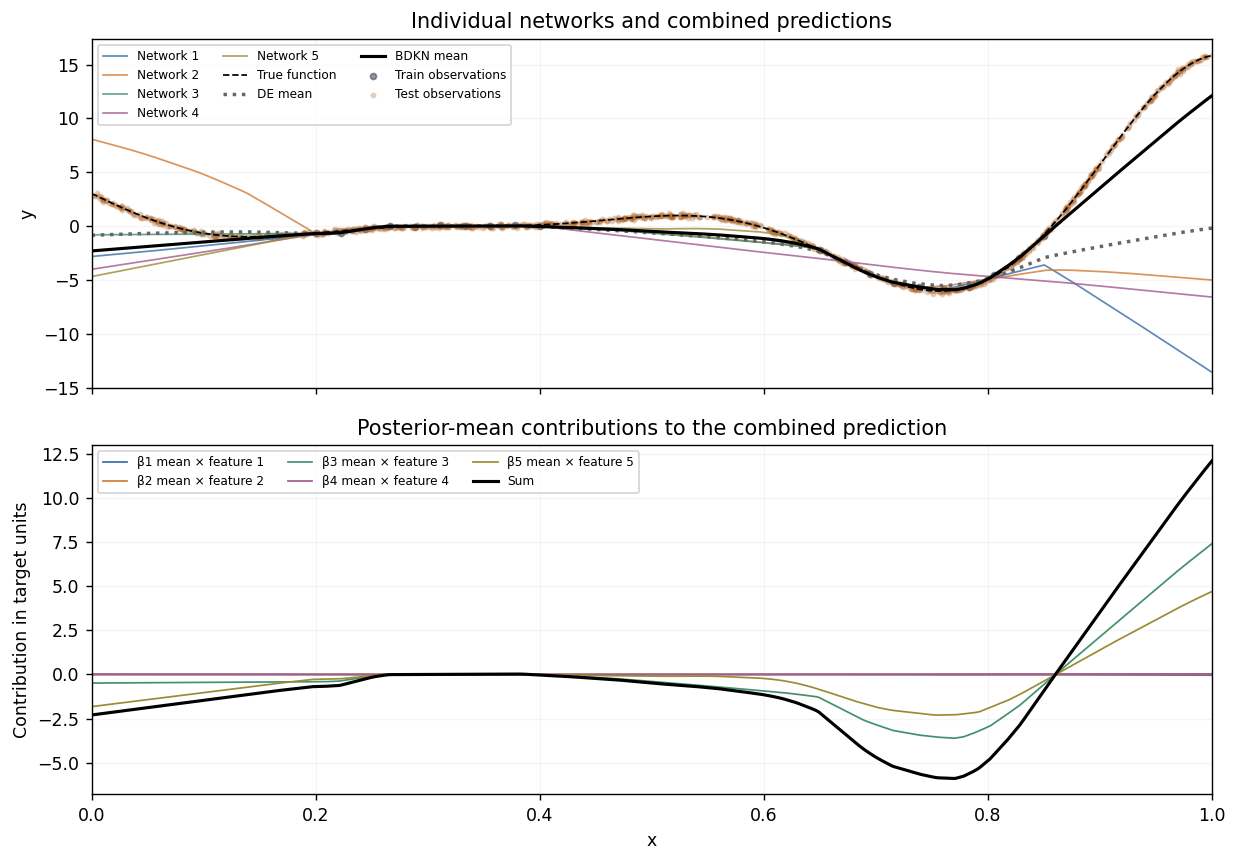 Individual networks and combined predictions
Network 1
Network 2
Network 3
Network 4
Network 5
True function
DE mean
BDKN mean
Train observations
Test observations
15
10
5
0
−5
−10
−15
y
Posterior-mean contributions to the combined prediction
β1 mean × feature 1
β2 mean × feature 2
β3 mean × feature 3
β4 mean × feature 4
β5 mean × feature 5
Sum
12.5
10.0
7.5
5.0
2.5
0.0
−2.5
−5.0
Contribution in target units
0.0 0.2 0.4 0.6 0.8 1.0
x